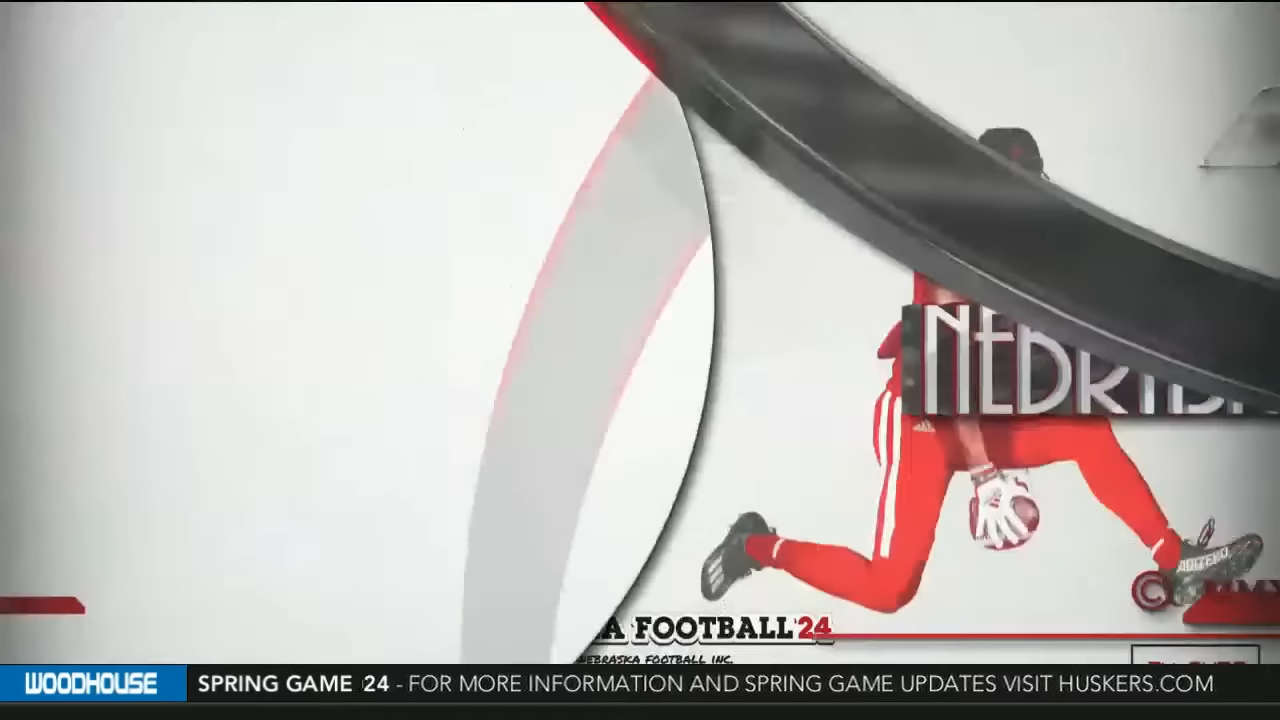 A FOOTBALL'24
NEBRASKA FOOTBALL INC.
ADIZERO
©
WOODHOUSE
SPRING GAME 24 - FOR MORE INFORMATION AND SPRING GAME UPDATES VISIT HUSKERS.COM